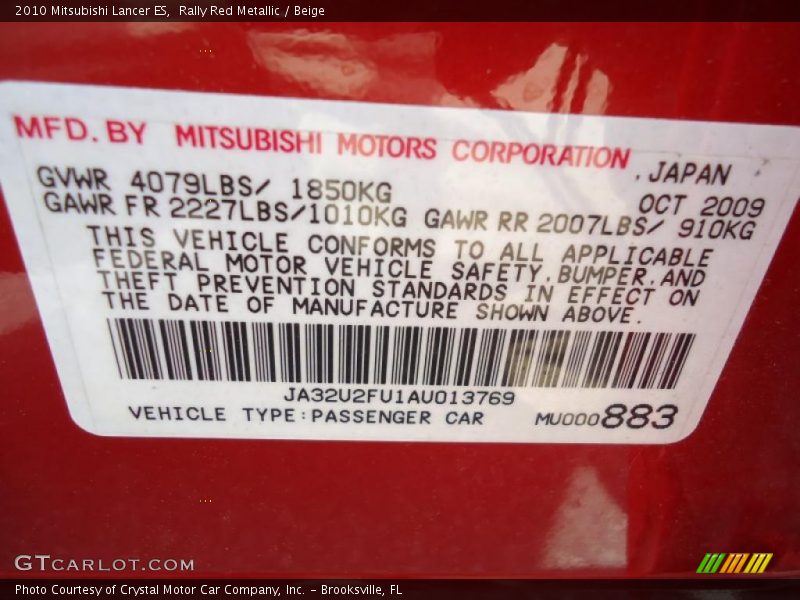 2010 Mitsubishi Lancer ES, Rally Red Metallic / Beige
MFD. BY MITSUBISHI MOTORS CORPORATION
, JAPAN
GVWR 4079LBS/ 1850KG
OCT 2009
GAWR FR 2227LBS/1010KG GAWR RR 2007LBS/ 910KG
THIS VEHICLE CONFORMS TO ALL APPLICABLE
FEDERAL MOTOR VEHICLE SAFETY, BUMPER, AND
THEFT PREVENTION STANDARDS IN EFFECT ON
THE DATE OF MANUFACTURE SHOWN ABOVE.
JA32U2FU1AU013769
VEHICLE TYPE:PASSENGER CAR MU000883
GTCARLOT.COM
Photo Courtesy of Crystal Motor Car Company, Inc. – Brooksville, FL